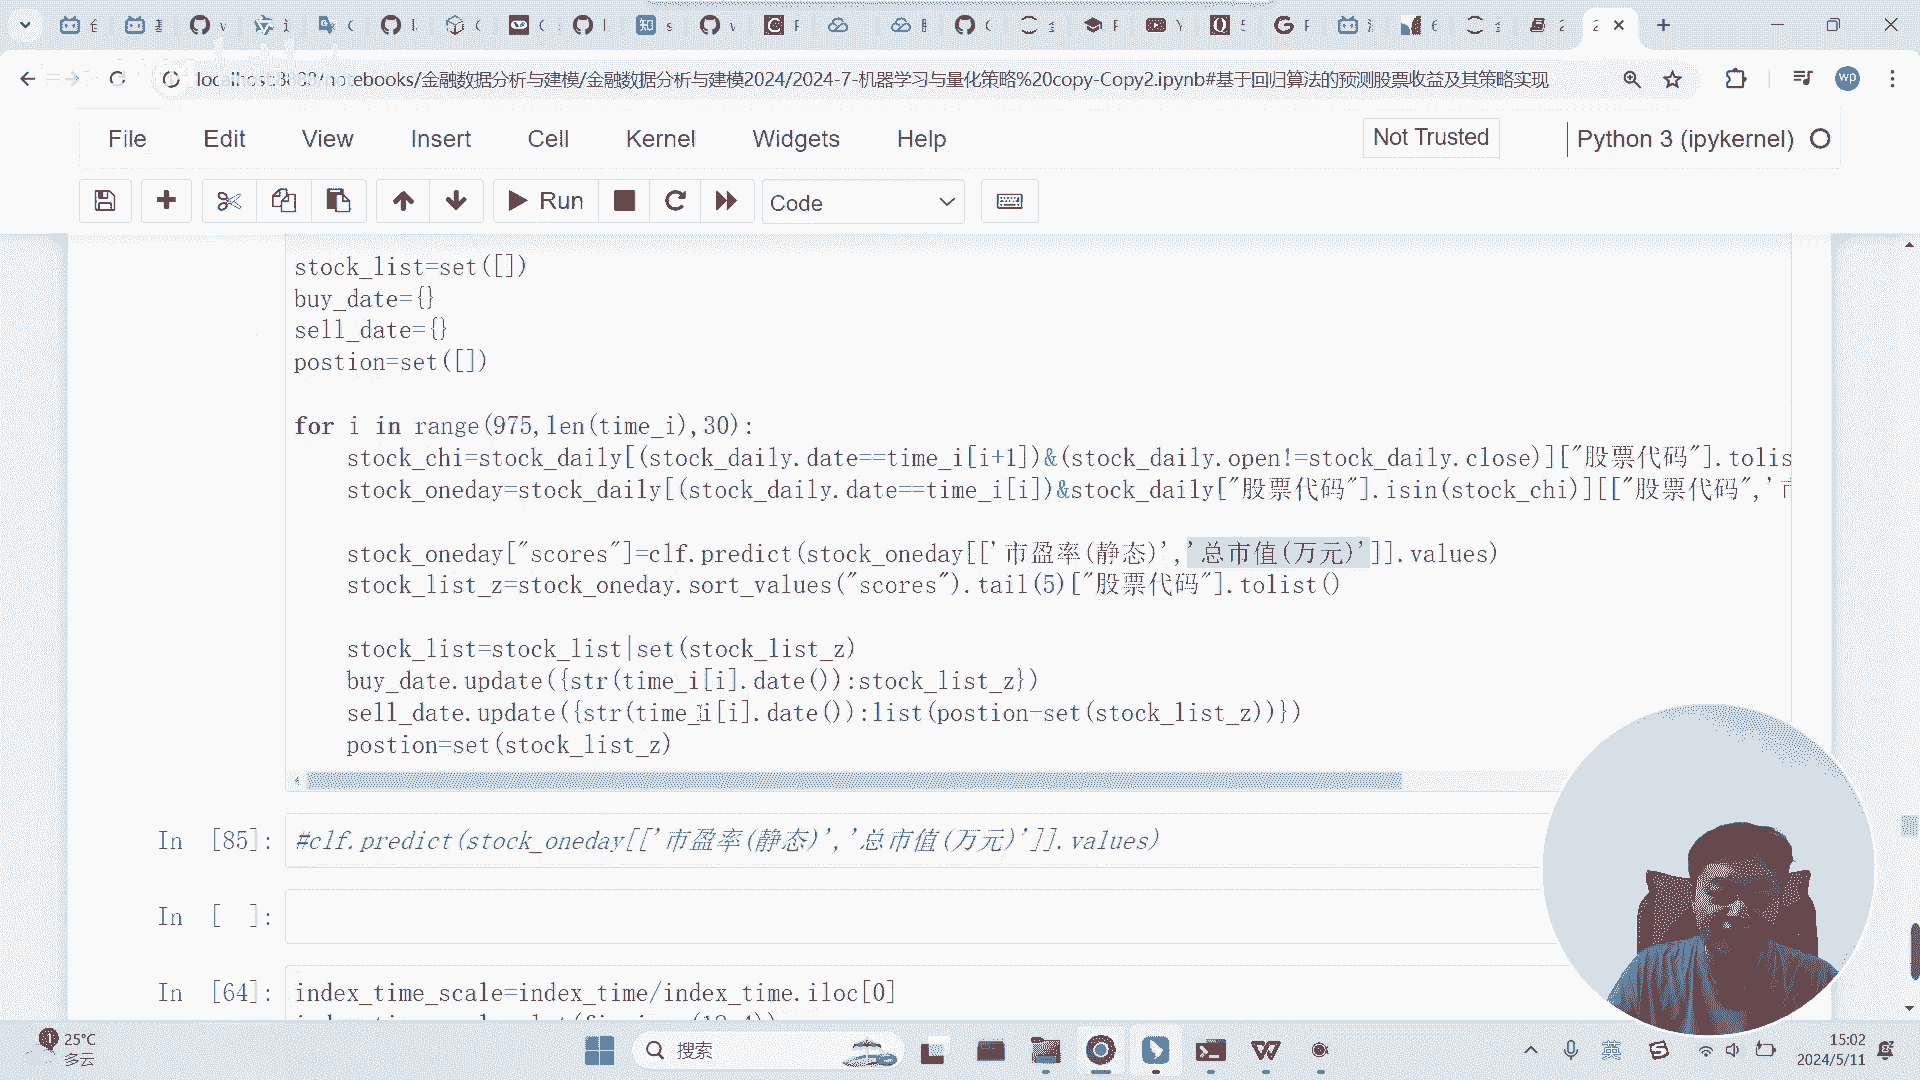 localhost:8888/notebooks/金融数据分析与建模/金融数据分析与建模2024/2024-7-机器学习与量化策略%20copy-Copy2.ipynb#基于回归算法的预测股票收益及其策略实现
wp
File Edit View Insert Cell Kernel Widgets Help
Not Trusted
Python 3 (ipykernel)
Run
Code
stock_list=set([])
buy_date={}
sell_date={}
postion=set([])
for i in range(975,len(time_i),30):
stock_chi=stock_daily[(stock_daily.date==time_i[i+1])&(stock_daily.open!=stock_daily.close)]["股票代码"].tolis
stock_oneday=stock_daily[(stock_daily.date==time_i[i])&stock_daily["股票代码"].isin(stock_chi)][["股票代码",'市
stock_oneday["scores"]=clf.predict(stock_oneday[['市盈率(静态)','总市值(万元)']].values)
stock_list_z=stock_oneday.sort_values("scores").tail(5)["股票代码"].tolist()
stock_list=stock_list|set(stock_list_z)
buy_date.update({str(time_i[i].date()):stock_list_z})
sell_date.update({str(time_i[i].date()):list(postion-set(stock_list_z))})
postion=set(stock_list_z)
In [85]:
#clf.predict(stock_oneday[['市盈率(静态)','总市值(万元)']].values)
In [ ]:
In [64]:
index_time_scale=index_time/index_time.iloc[0]
25°C
多云
搜索
英
15:02
2024/5/11